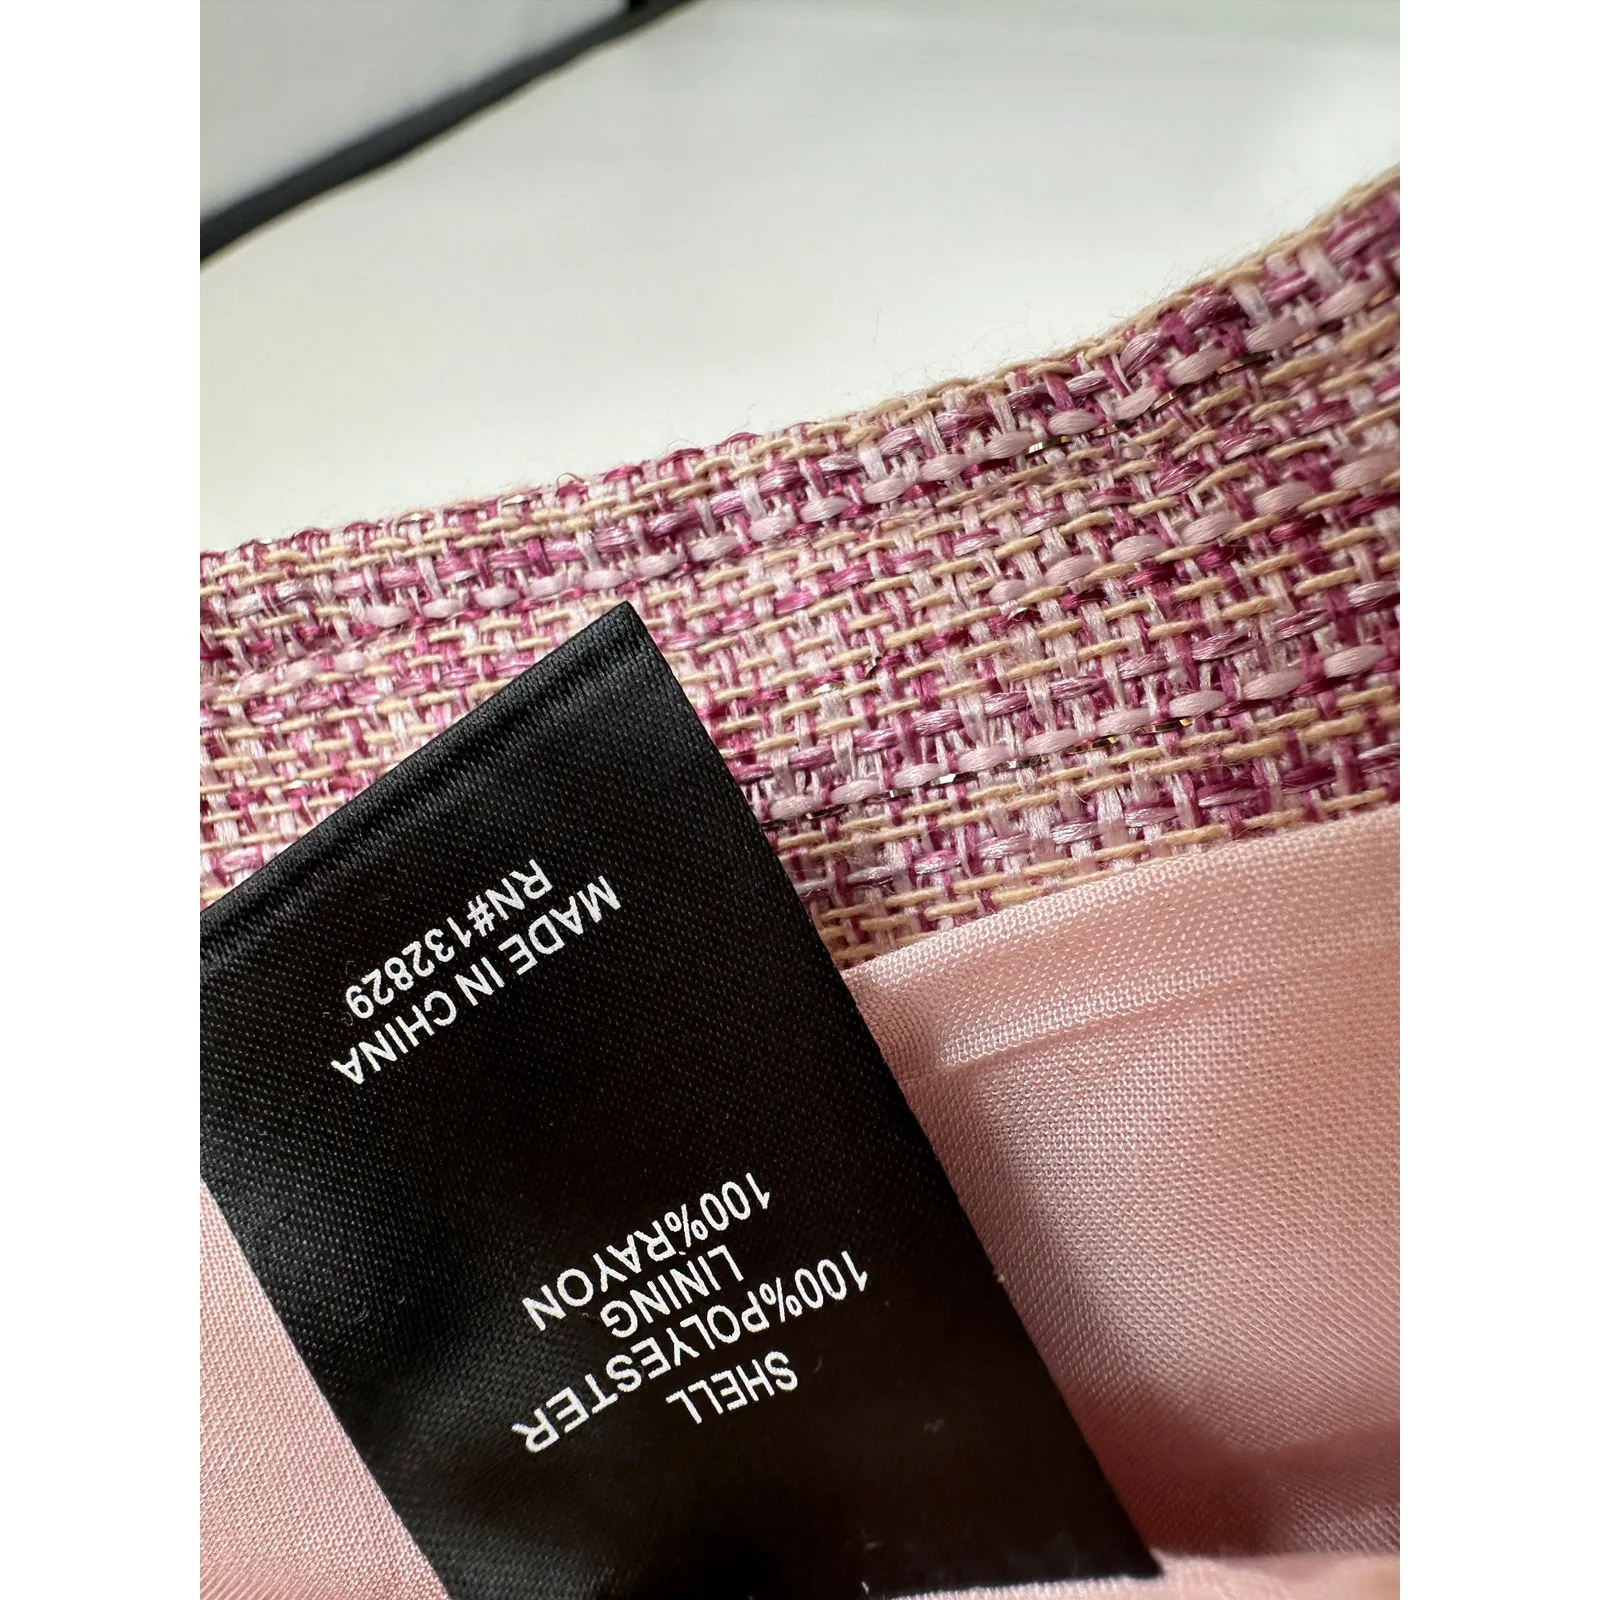 SHELL
100%POLYESTER
LINING
100%RAYON
MADE IN CHINA
RN#132829